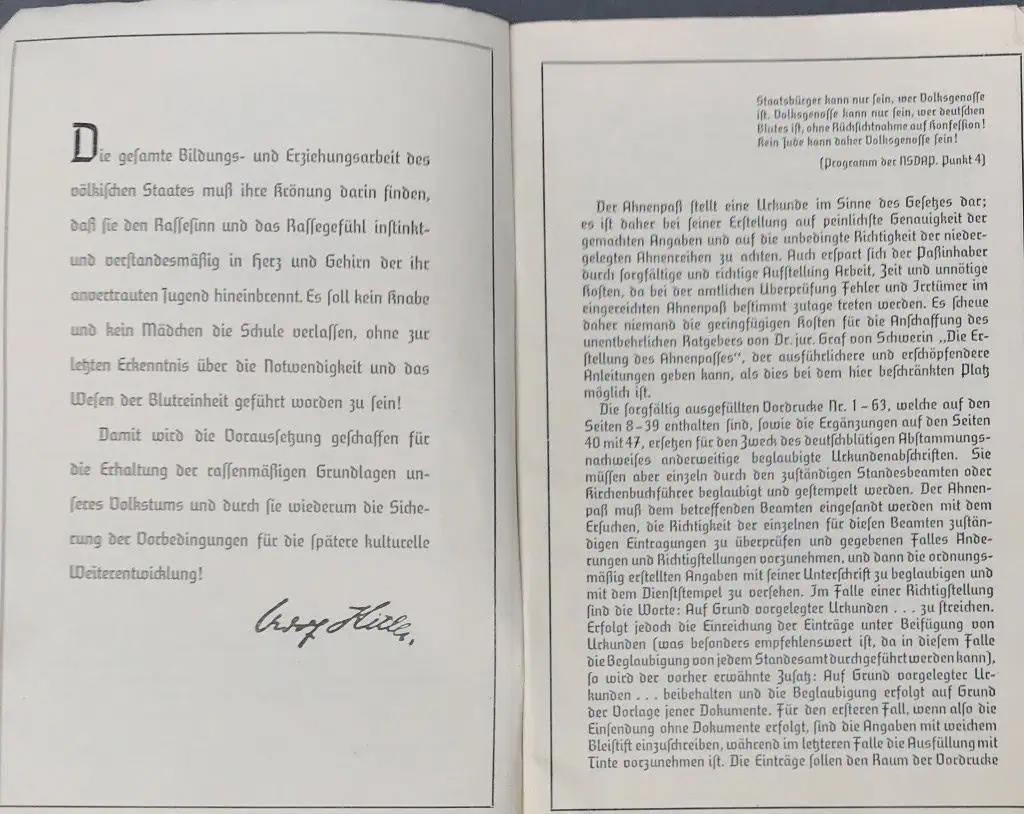 Die gesamte Bildungs- und Erziehungsarbeit des
völkischen Staates muß ihre Krönung darin finden,
daß sie den Rassesinn und das Rassegefühl instinkt-
und verstandesmäßig in Herz und Gehirn der ihr
anvertrauten Jugend hineinbrennt. Es soll kein Knabe
und kein Mädchen die Schule verlassen, ohne zur
letzten Erkenntnis über die Notwendigkeit und das
Wesen der Blutreinheit geführt worden zu sein!
Damit wird die Voraussetzung geschaffen für
die Erhaltung der rassenmäßigen Grundlagen un-
seres Volkstums und durch sie wiederum die Siche-
rung der Vorbedingungen für die spätere kulturelle
Weiterentwicklung!
Adolf Hitler.
Staatsbürger kann nur sein, wer Volksgenosse
ist. Volksgenosse kann nur sein, wer deutschen
Blutes ist, ohne Rücksichtnahme auf Konfession!
Kein Jude kann daher Volksgenosse sein!
(Programm der NSDAP. Punkt 4)
Der Ahnenpaß stellt eine Urkunde im Sinne des Gesetzes dar;
es ist daher bei seiner Erstellung auf peinlichste Genauigkeit der
gemachten Angaben und auf die unbedingte Richtigkeit der nieder-
gelegten Ahnenreihen zu achten. Auch erspart sich der Paßinhaber
durch sorgfältige und richtige Aufstellung Arbeit, Zeit und unnötige
Kosten, da bei der amtlichen Überprüfung Fehler und Irrtümer im
eingereichten Ahnenpaß bestimmt zutage treten werden. Es scheue
daher niemand die geringfügigen Kosten für die Anschaffung des
unentbehrlichen Ratgebers von Dr. jur. Graf von Schwerin „Die Er-
stellung des Ahnenpasses“, der ausführlichere und erschöpfendere
Anleitungen geben kann, als dies bei dem hier beschränkten Platz
möglich ist.
Die sorgfältig ausgefüllten Vordrucke Nr. 1 – 63, welche auf den
Seiten 8 – 39 enthalten sind, sowie die Ergänzungen auf den Seiten
40 mit 47, ersetzen für den Zweck des deutschblütigen Abstammungs-
nachweises anderweitige beglaubigte Urkundenabschriften. Sie
müssen aber einzeln durch den zuständigen Standesbeamten oder
Kirchenbuchführer beglaubigt und gestempelt werden. Der Ahnen-
paß muß dem betreffenden Beamten eingesandt werden mit dem
Ersuchen, die Richtigkeit der einzelnen für diesen Beamten zustän-
digen Eintragungen zu überprüfen und gegebenen Falles Ände-
rungen und Richtigstellungen vorzunehmen, und dann die ordnungs-
mäßig erstellten Angaben mit seiner Unterschrift zu beglaubigen und
mit dem Dienststempel zu versehen. Im Falle einer Richtigstellung
sind die Worte: Auf Grund vorgelegter Urkunden . . . zu streichen.
Erfolgt jedoch die Einreichung der Einträge unter Beifügung von
Urkunden (was besonders empfehlenswert ist, da in diesem Falle
die Beglaubigung von jedem Standesamt durchgeführt werden kann),
so wird der vorher erwähnte Zusatz: Auf Grund vorgelegter Ur-
kunden . . . beibehalten und die Beglaubigung erfolgt auf Grund
der Vorlage jener Dokumente. Für den ersteren Fall, wenn also die
Einsendung ohne Dokumente erfolgt, sind die Angaben mit weichem
Bleistift einzuschreiben, während im letzteren Falle die Ausfüllung mit
Tinte vorzunehmen ist. Die Einträge sollen den Raum der Vordrucke